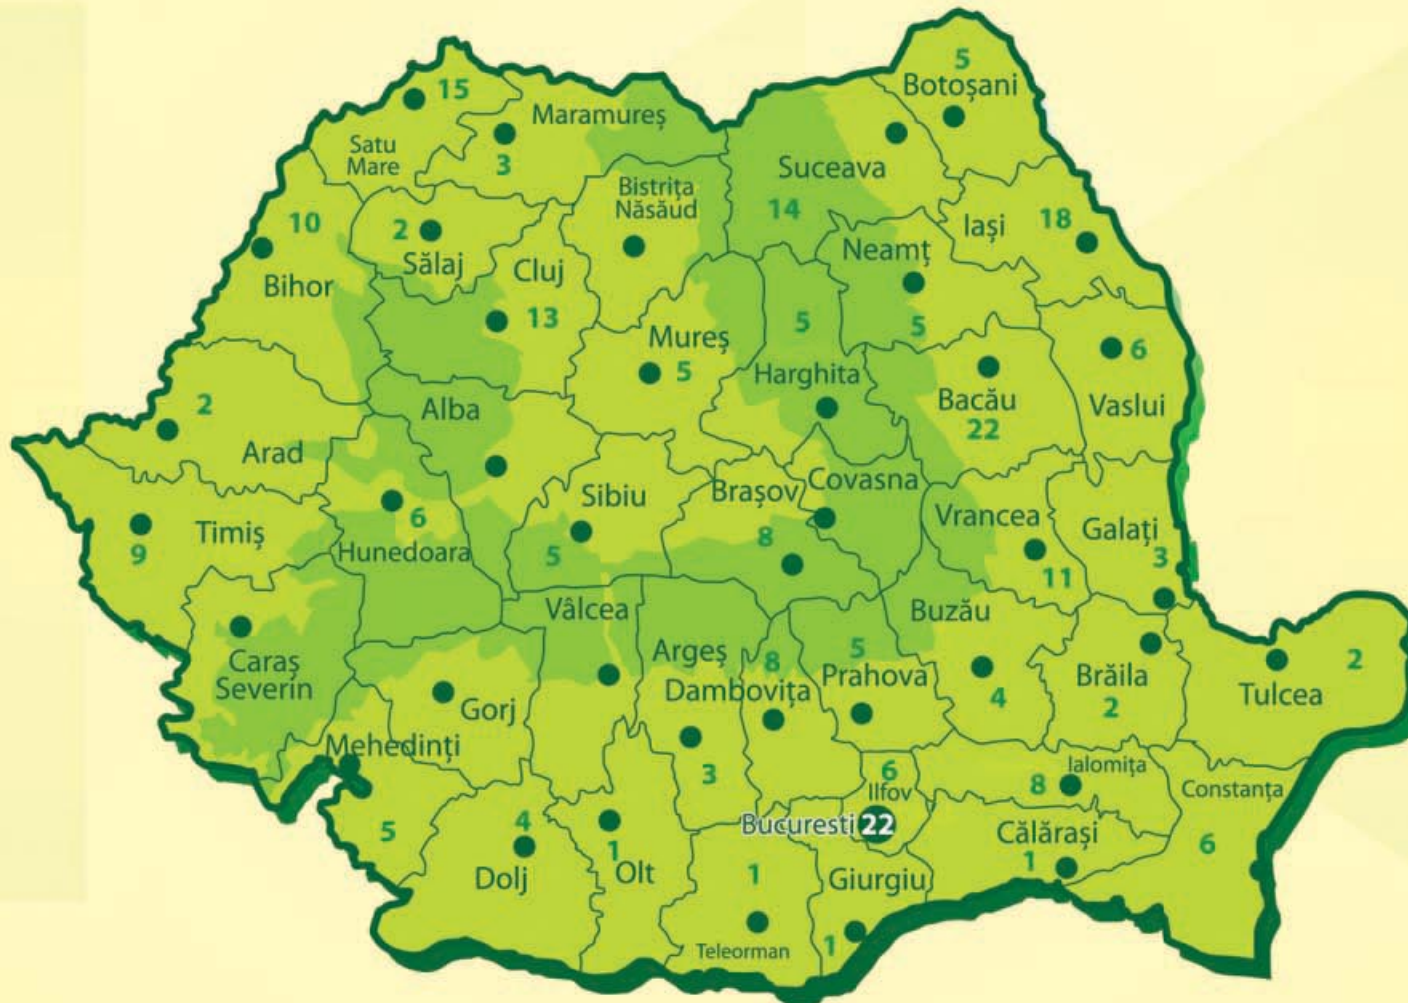 5
Botoșani
15
Maramureș
Satu
Mare
3
Suceava
Bistrița
Năsăud
14
Iași
18
10
2
Sălaj
Neamț
Cluj
Bihor
13
5
5
Mureș
5
6
Harghita
Vaslui
2
Alba
Bacău
22
Arad
Sibiu
Brașov
Covasna
Timiș
9
6
Hunedoara
5
8
Vrancea
11
Galați
3
Vâlcea
Buzău
Argeș
8
5
Caraș
Severin
Dambovița
Prahova
4
Brăila
2
Tulcea
2
Gorj
Mehedinți
3
6
Ilfov
8
Ialomița
Constanța
5
4
Dolj
1
Olt
Bucuresti 22
Călărași
1
6
1
Teleorman
Giurgiu
1